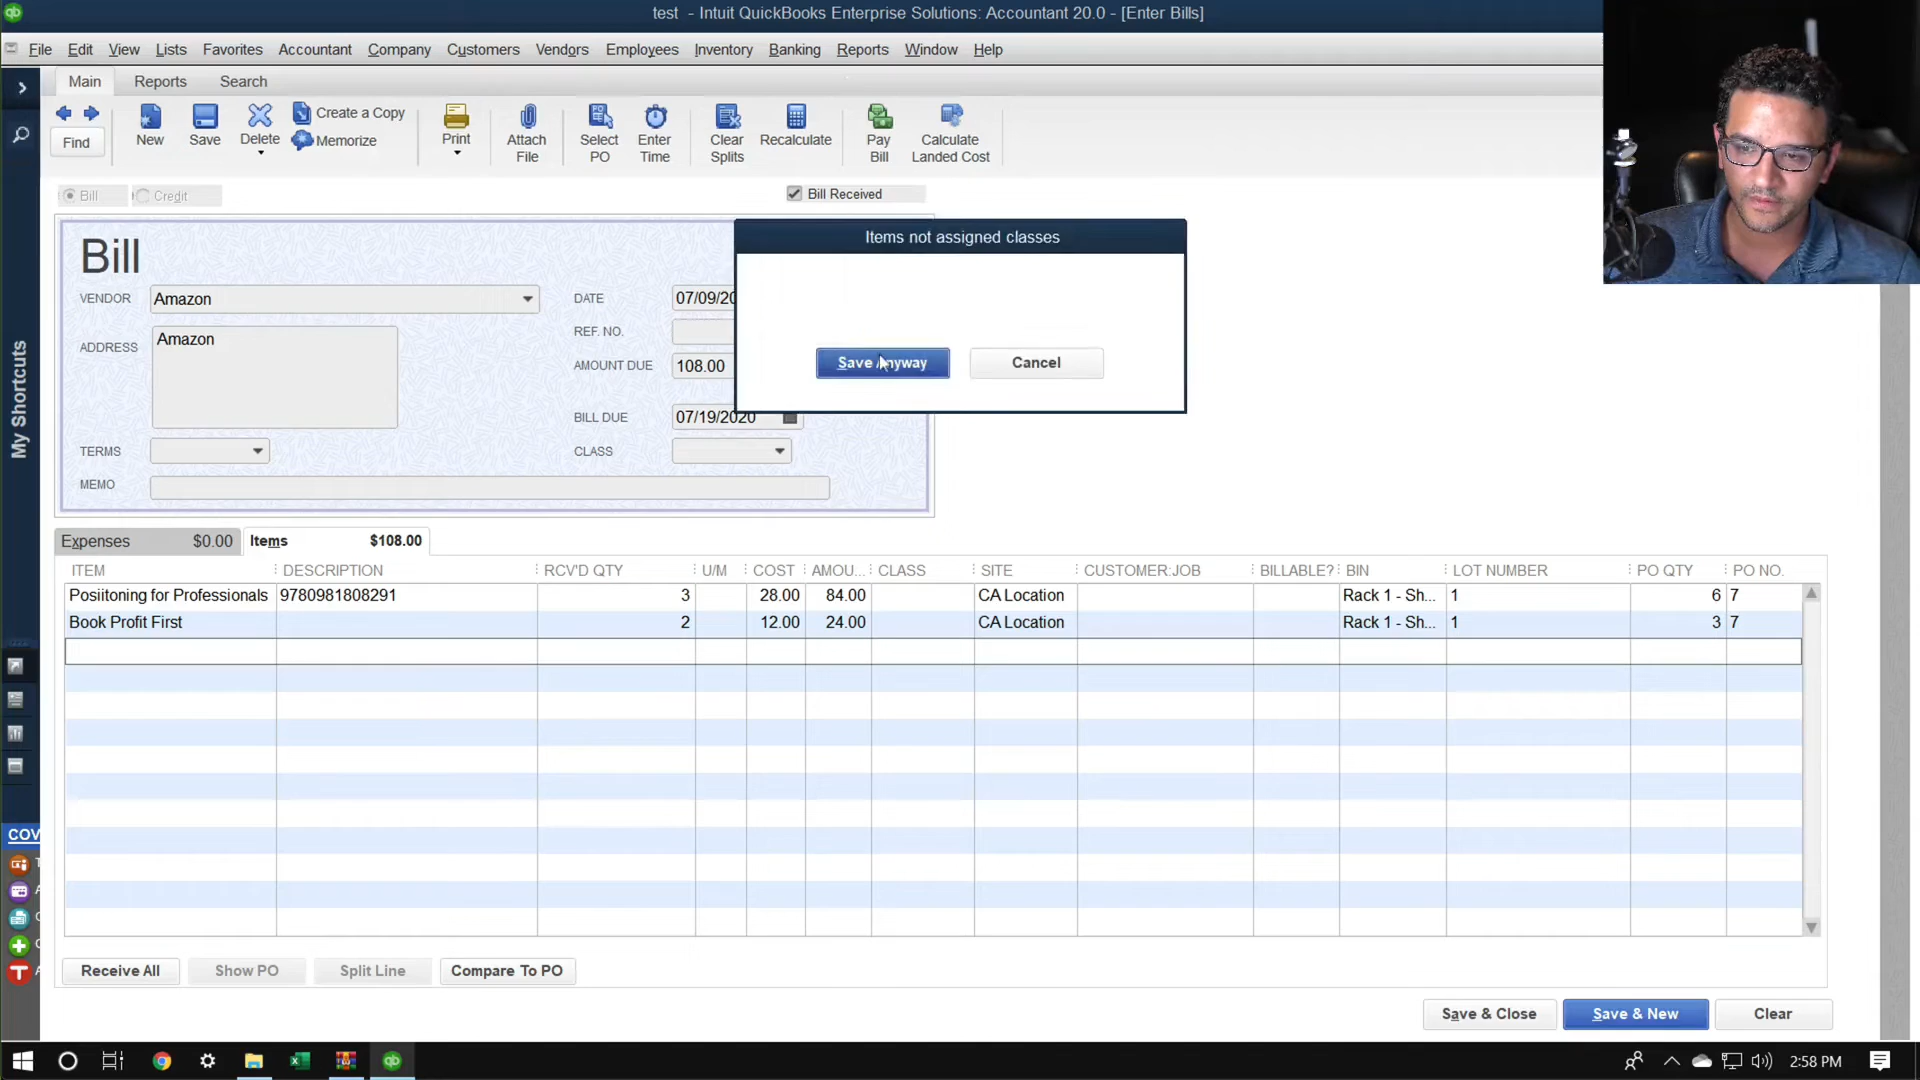 test - Intuit QuickBooks Enterprise Solutions: Accountant 20.0 - [Enter Bills]
File Edit View Lists Favorites Accountant Company Customers Vendors Employees Inventory Banking Reports Window Help
Main Reports Search
Find New Save Delete Create a Copy Memorize Print Attach File Select PO Enter Time Clear Splits Recalculate Pay Bill Calculate Landed Cost
Bill Credit Bill Received
My Shortcuts
Bill
VENDOR Amazon
ADDRESS Amazon
TERMS
MEMO
DATE 07/09/20
REF. NO.
AMOUNT DUE 108.00
BILL DUE 07/19/2020
CLASS
Items not assigned classes
Save Anyway Cancel
Expenses $0.00 Items $108.00
ITEM DESCRIPTION RCV'D QTY U/M COST AMOU... CLASS SITE CUSTOMER:JOB BILLABLE? BIN LOT NUMBER PO QTY PO NO.
Posiitoning for Professionals 9780981808291 3 28.00 84.00 CA Location Rack 1 - Sh... 1 6 7
Book Profit First 2 12.00 24.00 CA Location Rack 1 - Sh... 1 3 7
COV
Receive All Show PO Split Line Compare To PO
Save & Close Save & New Clear
2:58 PM